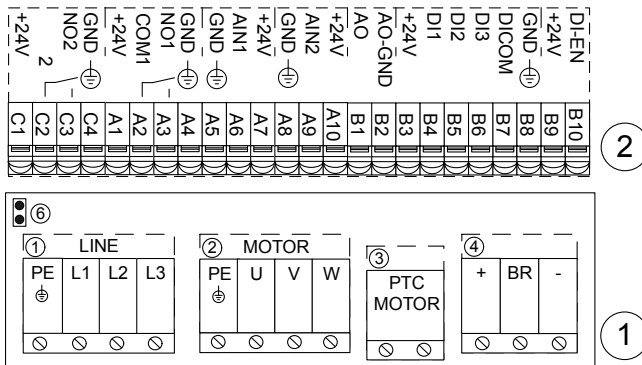 +24V
2
NO2
GND
+24V
COM1
NO1
GND
GND
AIN1
+24V
GND
AIN2
+24V
AO
AO-GND
+24V
DI1
DI2
DI3
DICOM
GND
+24V
DI-EN
C1 C2 C3 C4 A1 A2 A3 A4 A5 A6 A7 A8 A9 A10 B1 B2 B3 B4 B5 B6 B7 B8 B9 B10
2
6
1 LINE
PE L1 L2 L3
2 MOTOR
PE U V W
3
PTC
MOTOR
4
+ BR -
1